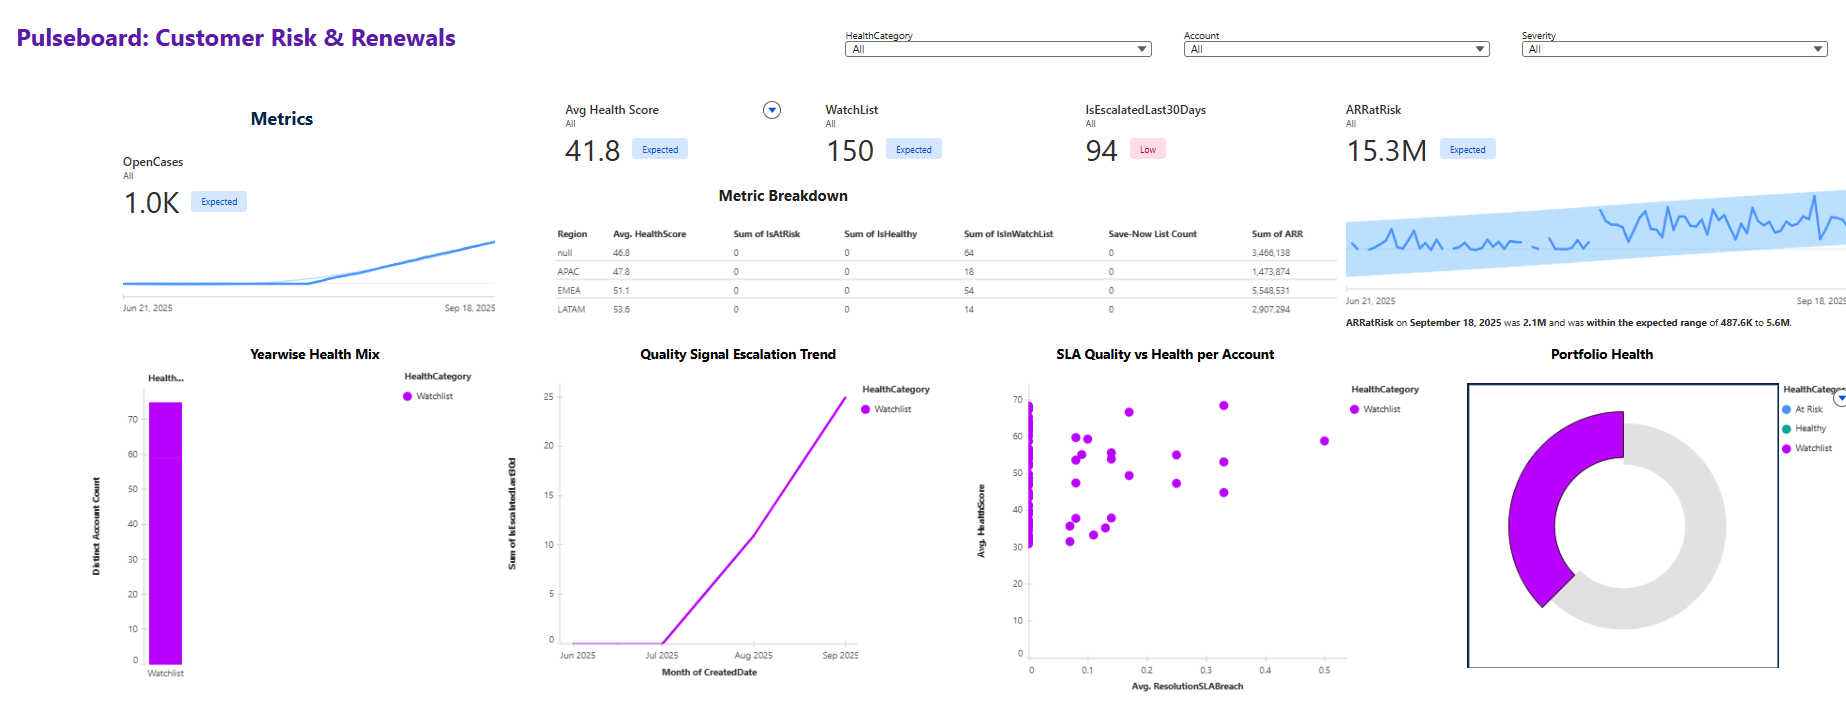 Pulseboard: Customer Risk & Renewals
HealthCategory
All
Account
All
Severity
All
Metrics
OpenCases
All
1.0K Expected
Jun 21, 2025 Sep 18, 2025
Avg Health Score
All
41.8 Expected
WatchList
All
150 Expected
IsEscalatedLast30Days
All
94 Low
ARRatRisk
All
15.3M Expected
Metric Breakdown
Region Avg. HealthScore Sum of IsAtRisk Sum of IsHealthy Sum of IsInWatchList Save-Now List Count Sum of ARR
null 46.8 0 0 64 0 3,466,138
APAC 47.8 0 0 18 0 1,473,874
EMEA 51.1 0 0 54 0 5,548,531
LATAM 53.6 0 0 14 0 2,907,294
Jun 21, 2025 Sep 18, 2025
ARRatRisk on September 18, 2025 was 2.1M and was within the expected range of 487.6K to 5.6M.
Yearwise Health Mix
Health...
HealthCategory
Watchlist
Distinct Account Count
70
60
50
40
30
20
10
0
Watchlist
Quality Signal Escalation Trend
HealthCategory
Watchlist
Sum of IsEscalatedLast30d
25
20
15
10
5
0
Jun 2025 Jul 2025 Aug 2025 Sep 2025
Month of CreatedDate
SLA Quality vs Health per Account
HealthCategory
Watchlist
Avg. HealthScore
70
60
50
40
30
20
10
0
0 0.1 0.2 0.3 0.4 0.5
Avg. ResolutionSLABreach
Portfolio Health
HealthCategory
At Risk
Healthy
Watchlist